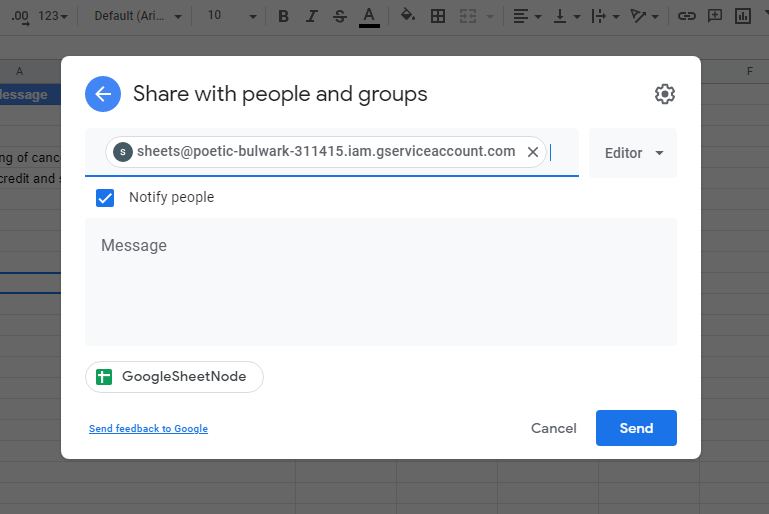 .00 123 Default (Ari... 10 B I S A
A F
Message
Share with people and groups
s sheets@poetic-bulwark-311415.iam.gserviceaccount.com Editor
ng of canc
credit and s
Notify people
Message
GoogleSheetNode
Send feedback to Google Cancel Send